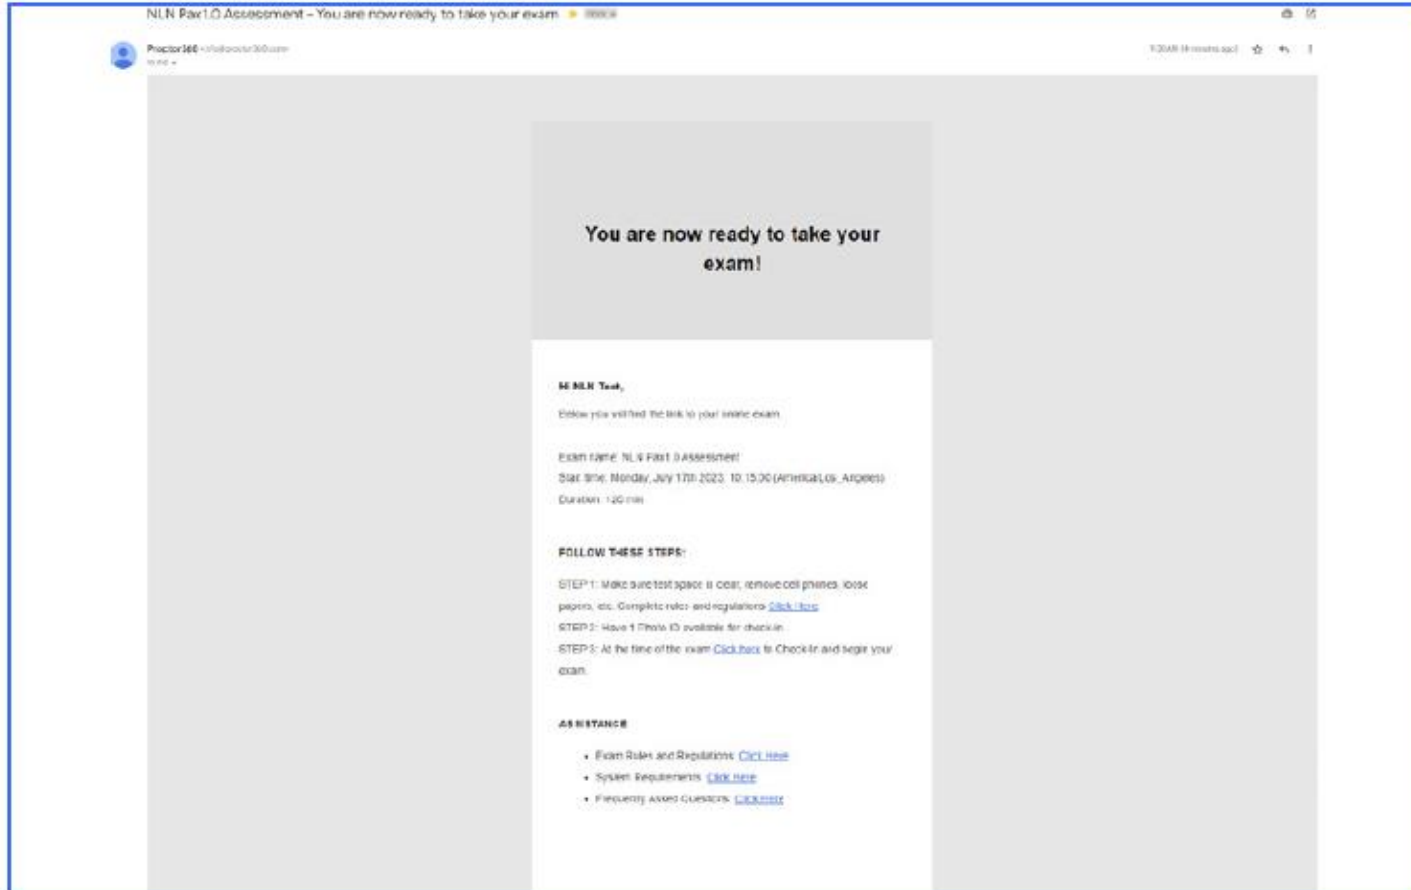 NLN Pax1.0 Assessment – You are now ready to take your exam
Proctor360
to me
You are now ready to take your
exam!
Hi NLN Test,
Below you will find the link to your online exam
Exam name: NLN Pax1.0 Assessment
Start time: Monday, July 17th 2023, 10:15:00 (America/Los_Angeles)
Duration: 120 min
FOLLOW THESE STEPS:
STEP 1: Make sure test space is clear, remove cell phones, loose
papers, etc. Complete rules and regulations Click Here
STEP 2: Have 1 Photo ID available for check-in.
STEP 3: At the time of the exam Click here to Check-In and begin your
exam.
ASSISTANCE
• Exam Rules and Regulations: Click Here
• System Requirements: Click Here
• Frequently Asked Questions: Click Here